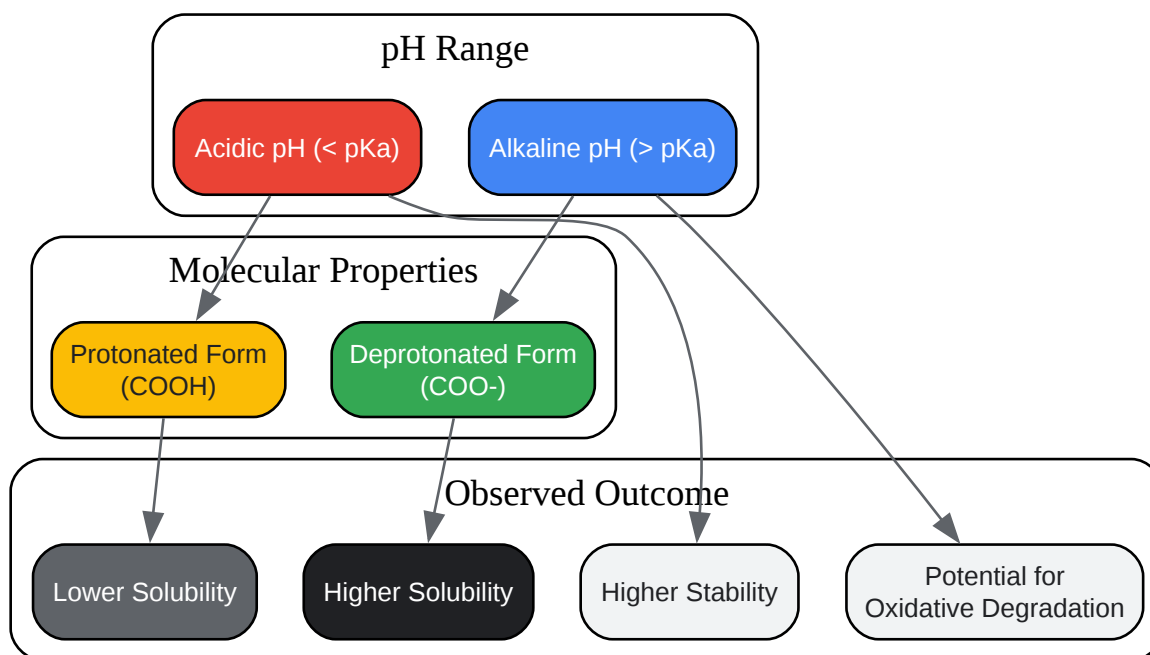 pH Range
Acidic pH (< pKa)
Alkaline pH (> pKa)
Molecular Properties
Protonated Form
(COOH)
Deprotonated Form
(COO-)
Observed Outcome
Lower Solubility
Higher Solubility
Higher Stability
Potential for
Oxidative Degradation